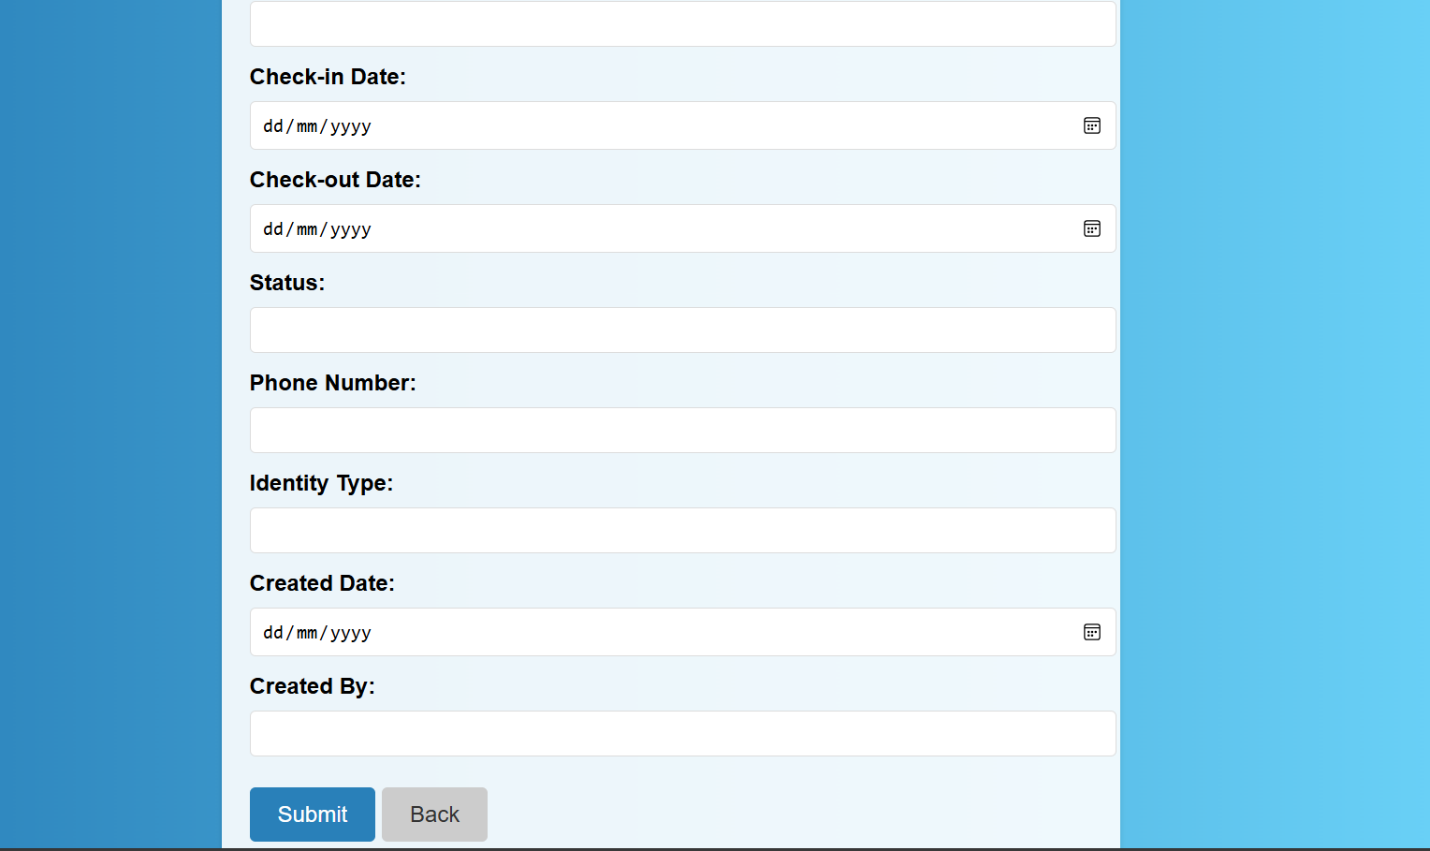 Check-in Date:
dd/mm/yyyy
Check-out Date:
dd/mm/yyyy
Status:
Phone Number:
Identity Type:
Created Date:
dd/mm/yyyy
Created By:
Submit Back